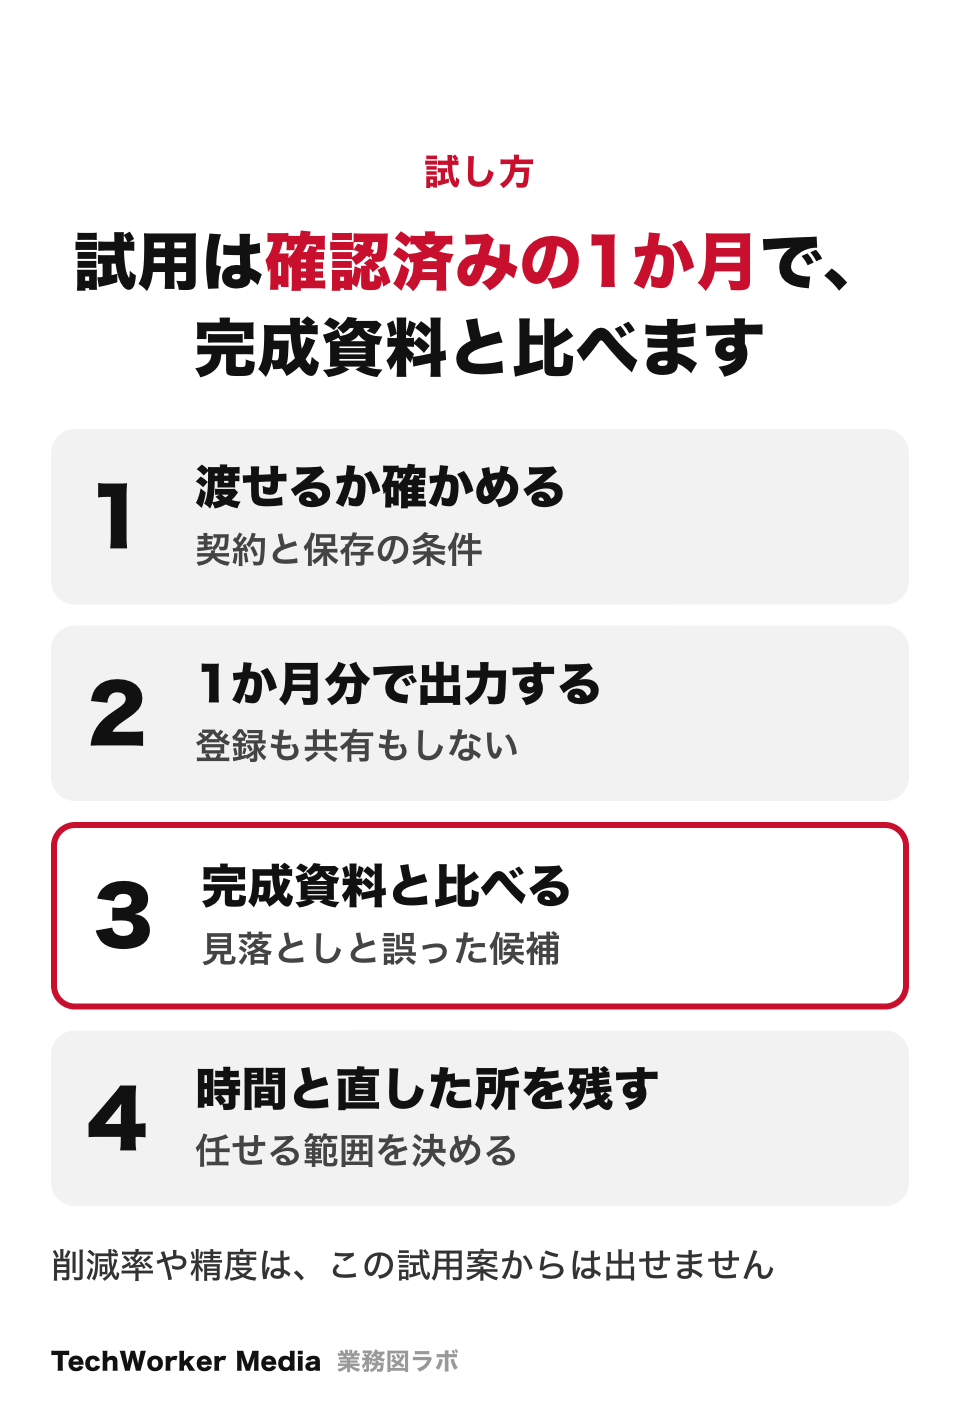 試し方
試用は確認済みの1か月で、
完成資料と比べます
1
渡せるか確かめる
契約と保存の条件
2
1か月分で出力する
登録も共有もしない
3
完成資料と比べる
見落としと誤った候補
4
時間と直した所を残す
任せる範囲を決める
削減率や精度は、この試用案からは出せません
TechWorker Media 業務図ラボ